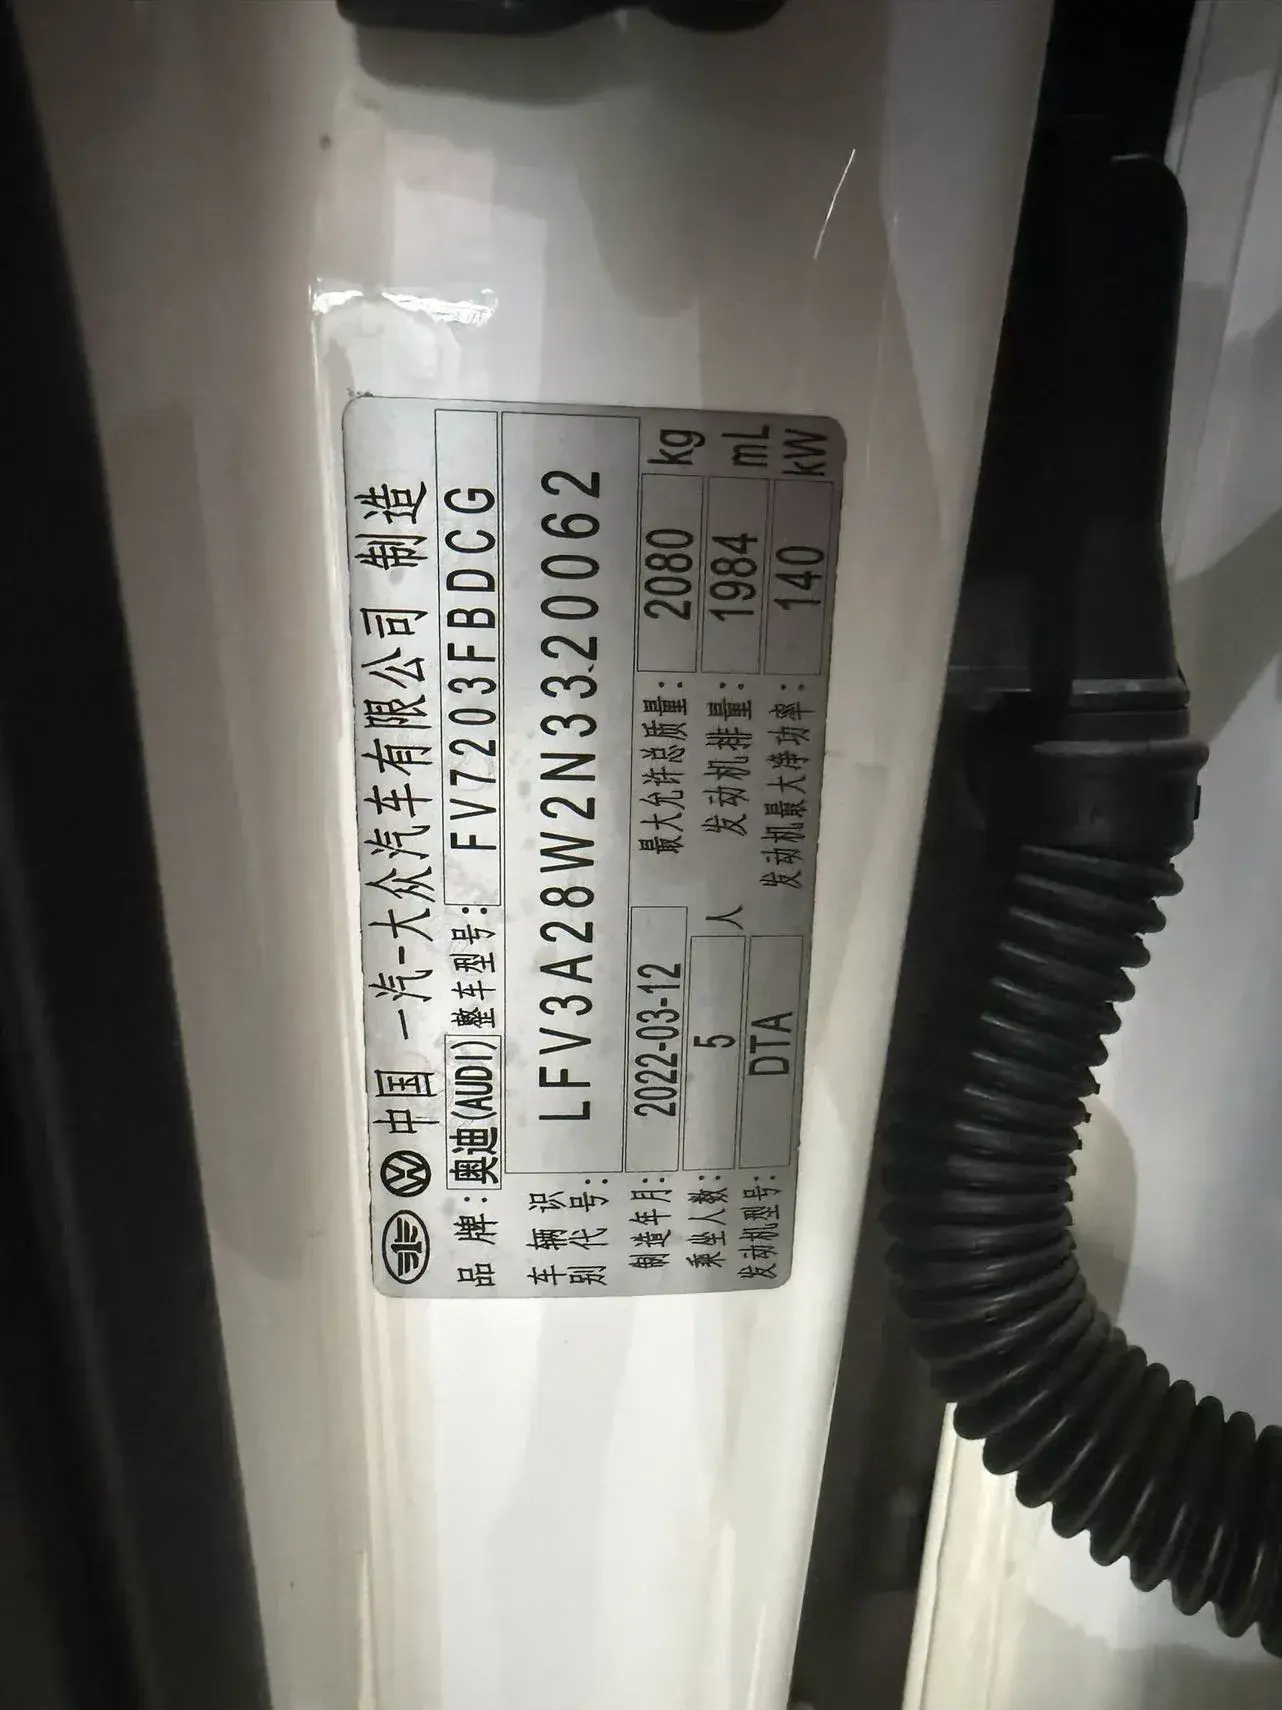 中国 一汽-大众汽车有限公司 制造
品牌: 奥迪(AUDI) 整车型号: FV7203FBDCG
车辆识别代号: LFV3A28W2N3320062
制造年月: 2022-03-12 最大允许总质量: 2080 kg
乘坐人数: 5 人 发动机排量: 1984 mL
发动机型号: DTA 发动机最大净功率: 140 kW